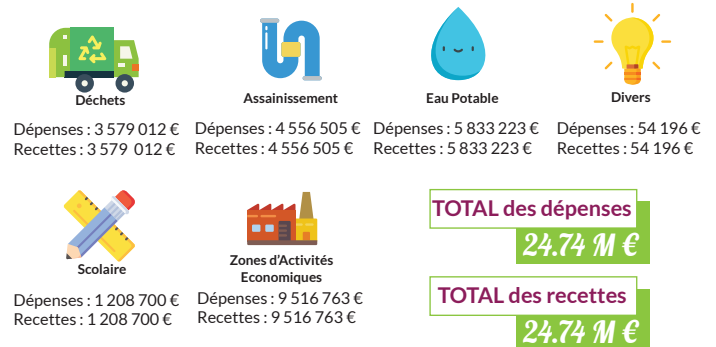 Déchets
Dépenses : 3 579 012 €
Recettes : 3 579 012 €
Assainissement
Dépenses : 4 556 505 €
Recettes : 4 556 505 €
Eau Potable
Dépenses : 5 833 223 €
Recettes : 5 833 223 €
Divers
Dépenses : 54 196 €
Recettes : 54 196 €
Scolaire
Dépenses : 1 208 700 €
Recettes : 1 208 700 €
Zones d'Activités
Economiques
Dépenses : 9 516 763 €
Recettes : 9 516 763 €
TOTAL des dépenses
24.74 M €
TOTAL des recettes
24.74 M €